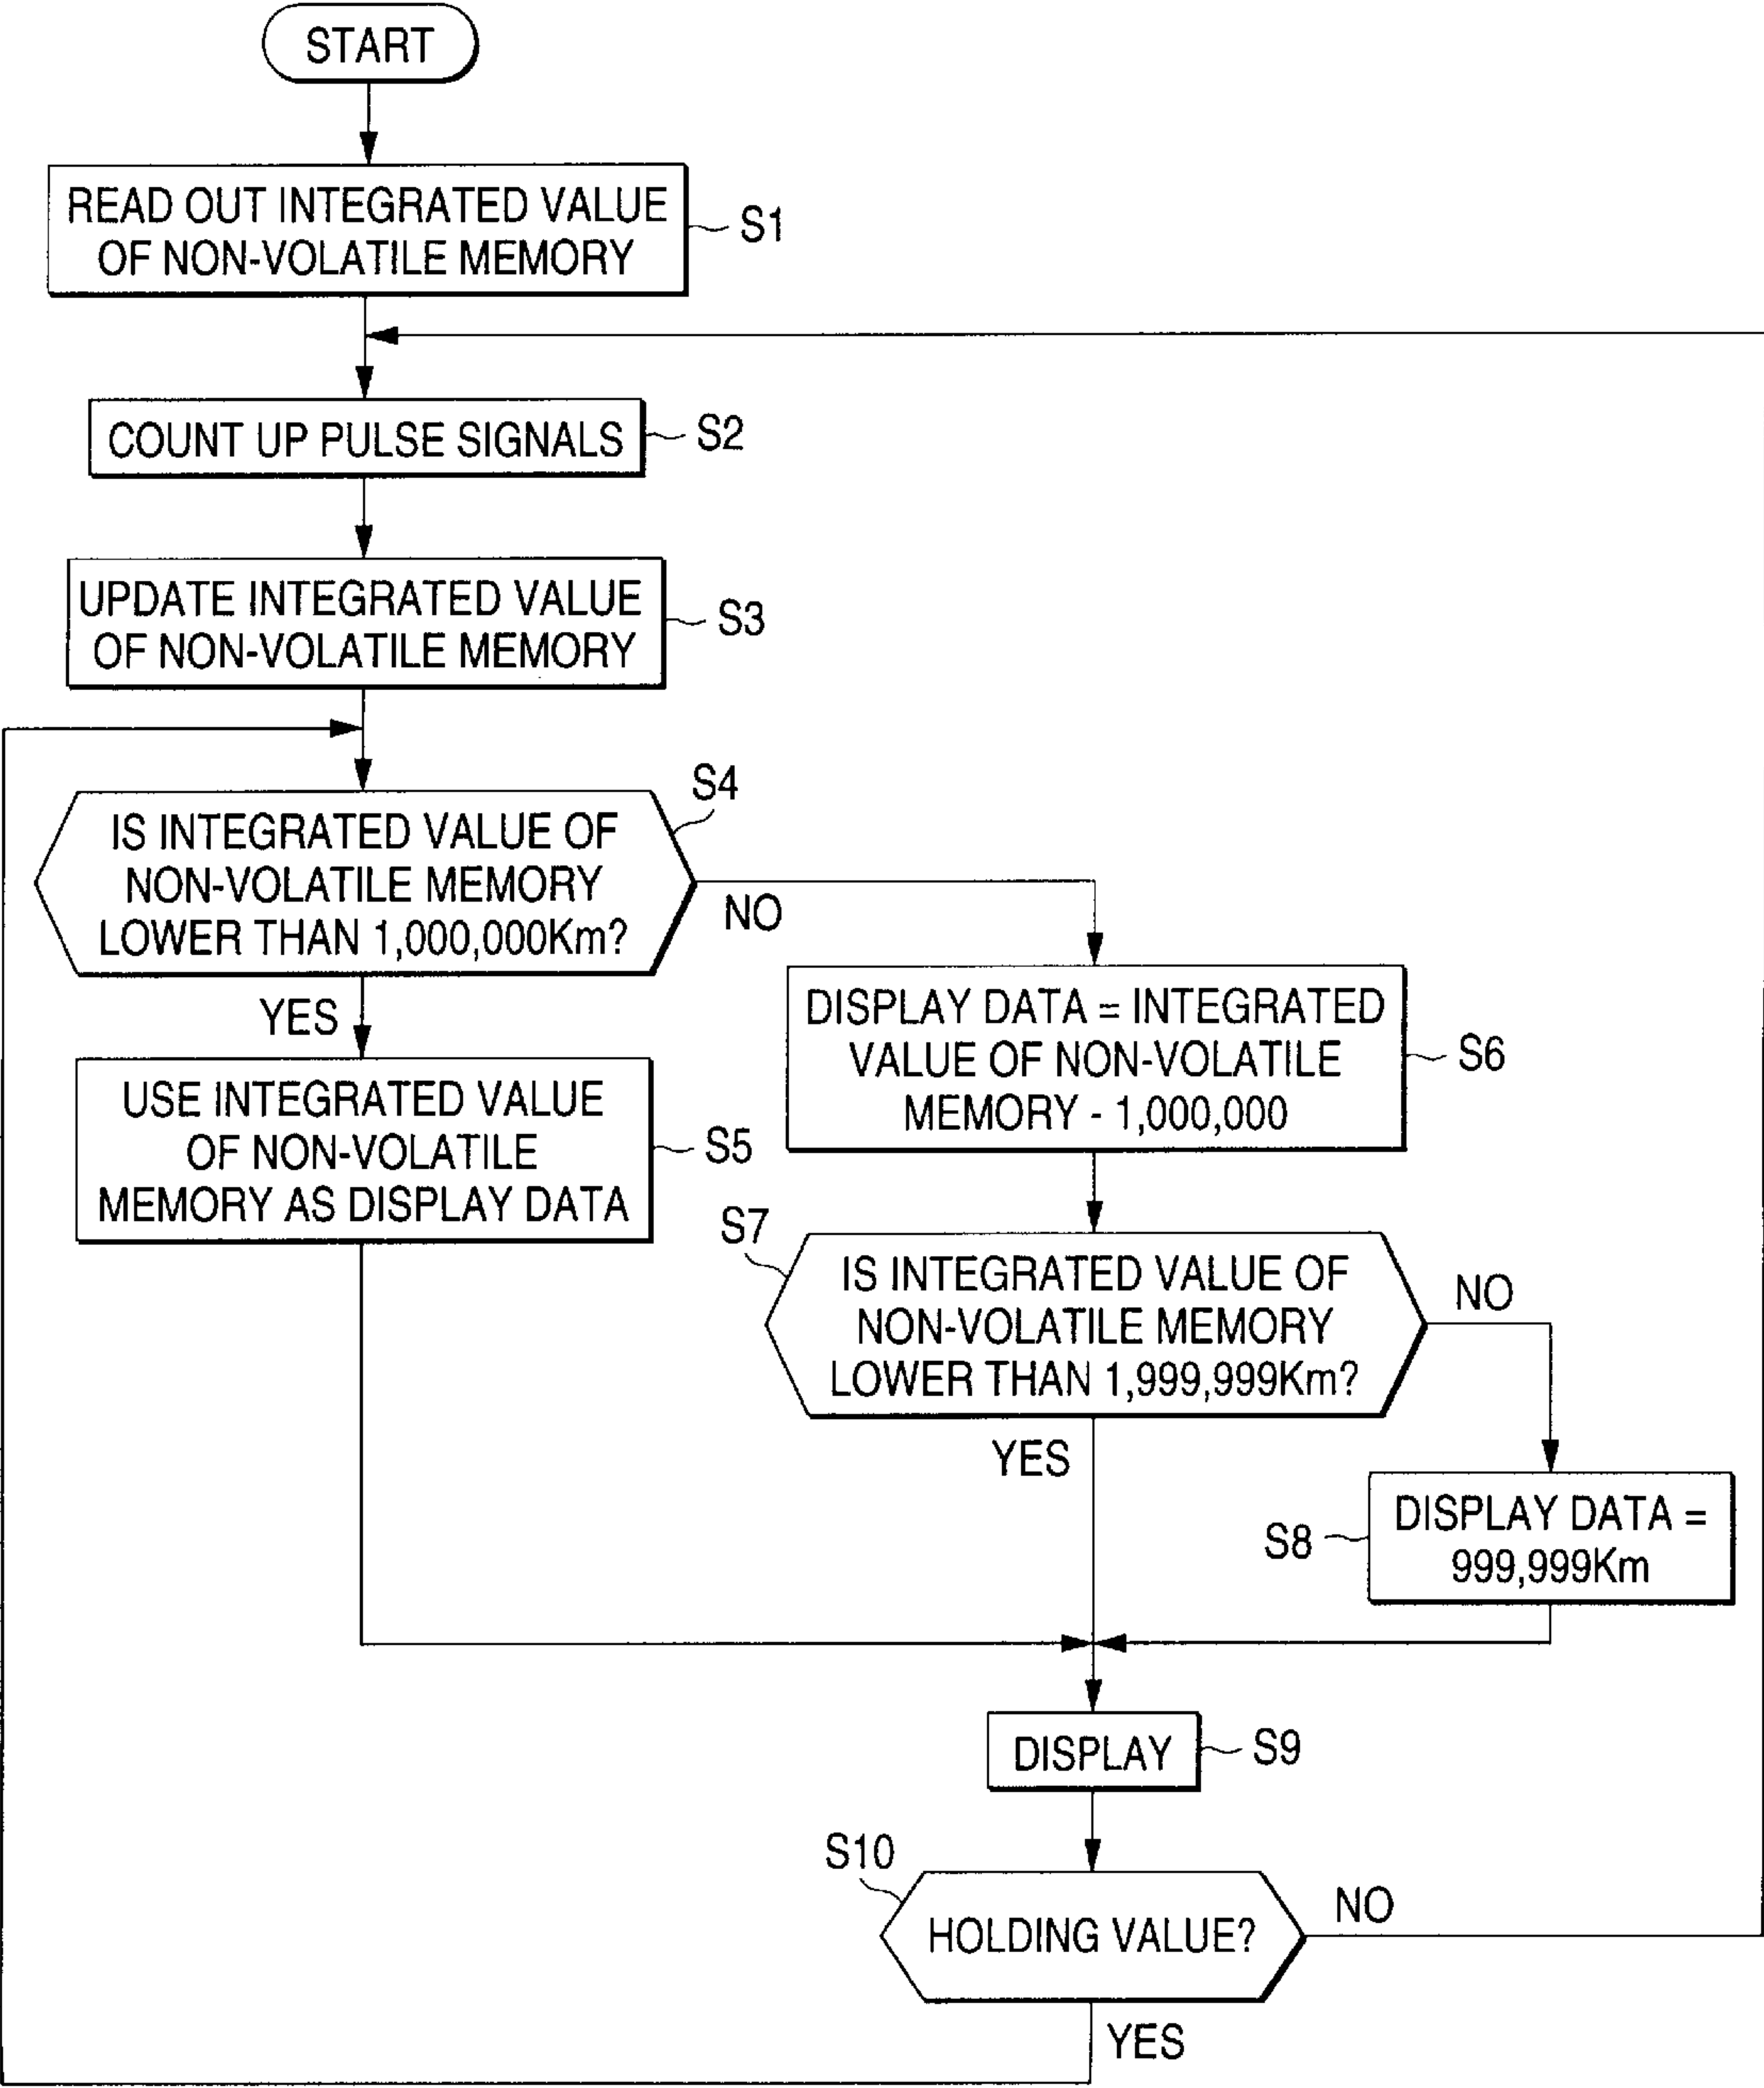 START
READ OUT INTEGRATED VALUE
OF NON-VOLATILE MEMORY
S1
COUNT UP PULSE SIGNALS
S2
UPDATE INTEGRATED VALUE
OF NON-VOLATILE MEMORY
S3
S4
IS INTEGRATED VALUE OF
NON-VOLATILE MEMORY
LOWER THAN 1,000,000Km?
NO
YES
USE INTEGRATED VALUE
OF NON-VOLATILE
MEMORY AS DISPLAY DATA
S5
DISPLAY DATA = INTEGRATED
VALUE OF NON-VOLATILE
MEMORY - 1,000,000
S6
S7
IS INTEGRATED VALUE OF
NON-VOLATILE MEMORY
LOWER THAN 1,999,999Km?
NO
YES
S8
DISPLAY DATA =
999,999Km
DISPLAY
S9
S10
HOLDING VALUE?
NO
YES